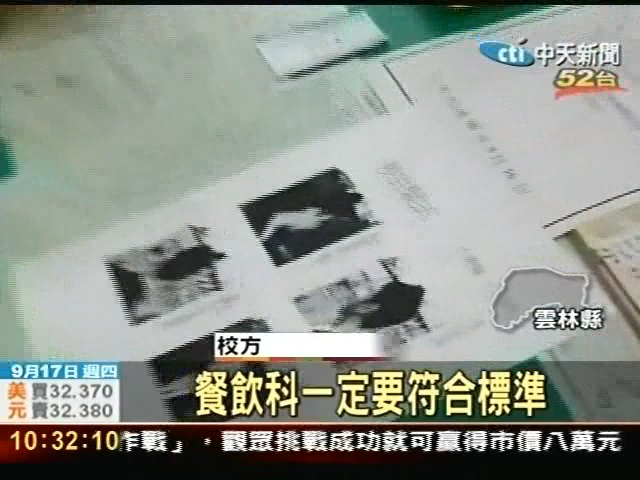 cti 中天新聞
52台
雲林縣
校方
9月17日 週四
美元 買32.370
賣32.380
餐飲科一定要符合標準
10:32:10 作戰」,觀眾挑戰成功就可贏得市價八萬元